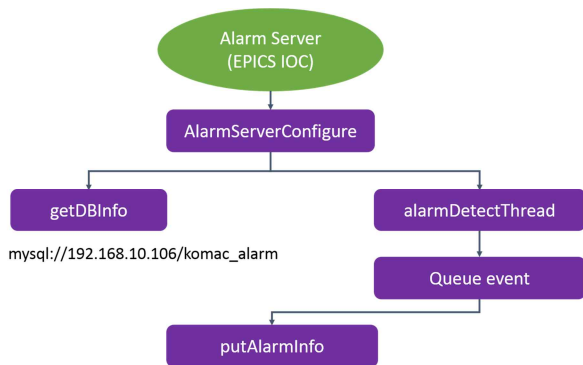 Alarm Server
(EPICS IOC)
AlarmServerConfigure
getDBInfo
alarmDetectThread
mysql://192.168.10.106/komac_alarm
Queue event
putAlarmInfo